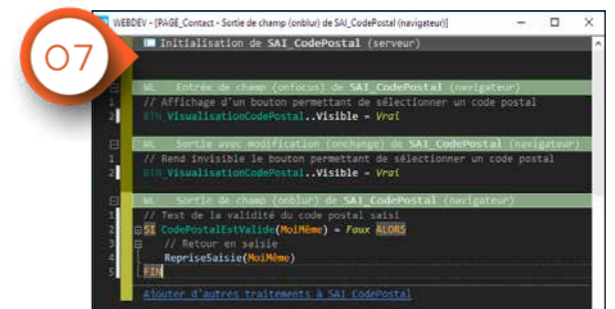 07
WEBDEV - [PAGE_Contact - Sortie de champ (onblur) de SAI_CodePostal (navigateur)]
Initialisation de SAI_CodePostal (serveur)
WL Entrée de champ (onfocus) de SAI_CodePostal (navigateur)
1 // Affichage d'un bouton permettant de sélectionner un code postal
2 BTN_VisualisationCodePostal..Visible = Vrai
WL Sortie avec modification (onchange) de SAI_CodePostal (navigateur)
1 // Rend invisible le bouton permettant de sélectionner un code postal
2 BTN_VisualisationCodePostal..Visible = Vrai
WL Sortie de champ (onblur) de SAI_CodePostal (navigateur)
1 // Test de la validité du code postal saisi
2 SI CodePostalEstValide(MoiMême) = Faux ALORS
3 // Retour en saisie
4 RepriseSaisie(MoiMême)
5 FIN
Ajouter d'autres traitements à SAI_CodePostal